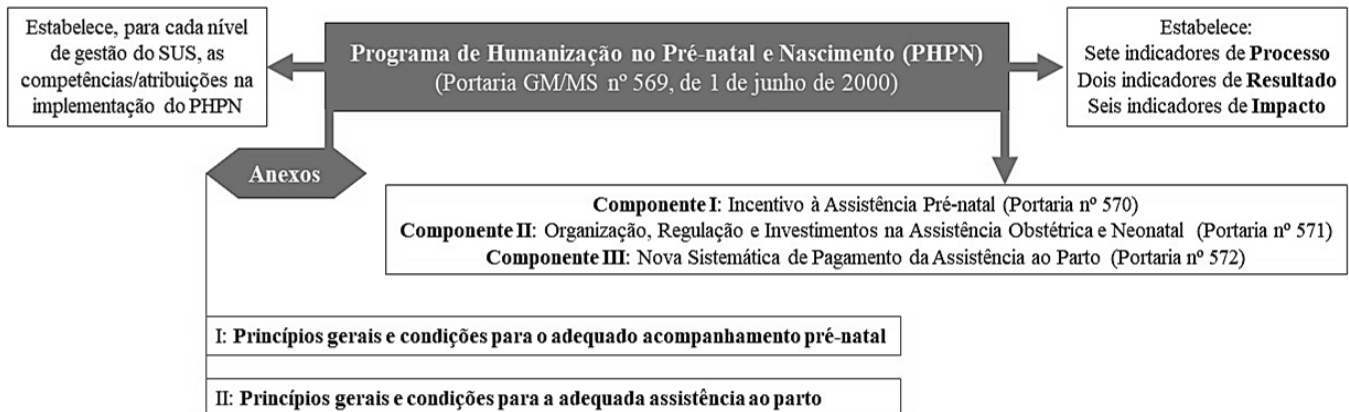 Estabelece, para cada nível
de gestão do SUS, as
competências/atribuições na
implementação do PHPN
Programa de Humanização no Pré-natal e Nascimento (PHPN)
(Portaria GM/MS nº 569, de 1 de junho de 2000)
Estabelece:
Sete indicadores de Processo
Dois indicadores de Resultado
Seis indicadores de Impacto
Anexos
Componente I: Incentivo à Assistência Pré-natal (Portaria nº 570)
Componente II: Organização, Regulação e Investimentos na Assistência Obstétrica e Neonatal (Portaria nº 571)
Componente III: Nova Sistemática de Pagamento da Assistência ao Parto (Portaria nº 572)
I: Princípios gerais e condições para o adequado acompanhamento pré-natal
II: Princípios gerais e condições para a adequada assistência ao parto